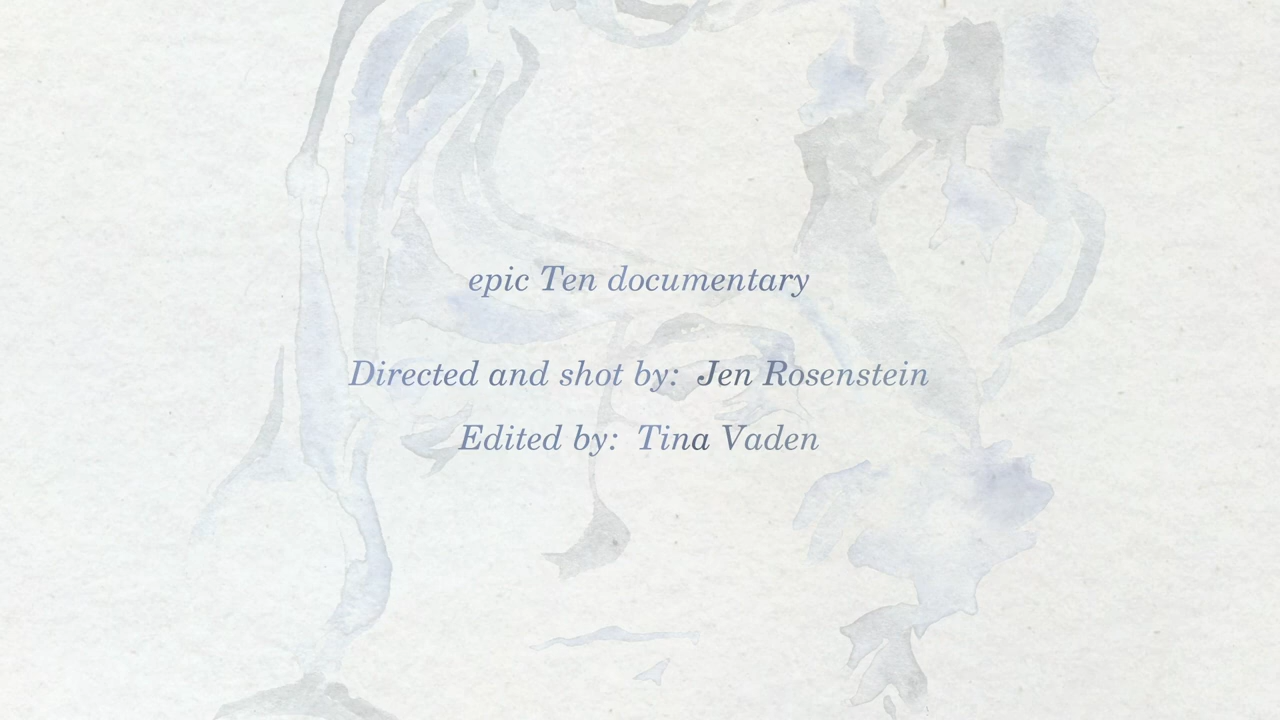 epic Ten documentary
Directed and shot by: Jen Rosenstein
Edited by: Tina Vaden